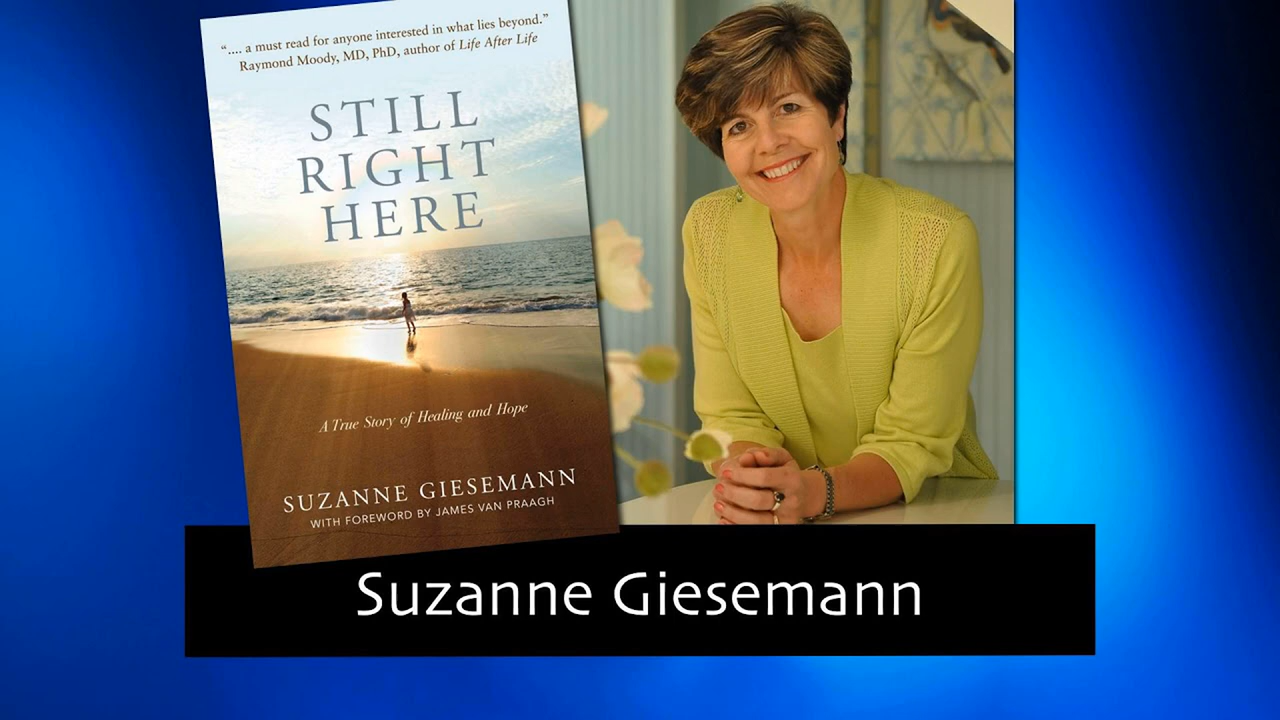 “.... a must read for anyone interested in what lies beyond.”
Raymond Moody, MD, PhD, author of Life After Life
STILL
RIGHT
HERE
A True Story of Healing and Hope
SUZANNE GIESEMANN
WITH FOREWORD BY JAMES VAN PRAAGH
Suzanne Giesemann